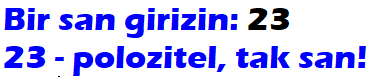 Bir san girizin: 23
23 - polozitel, tak san!